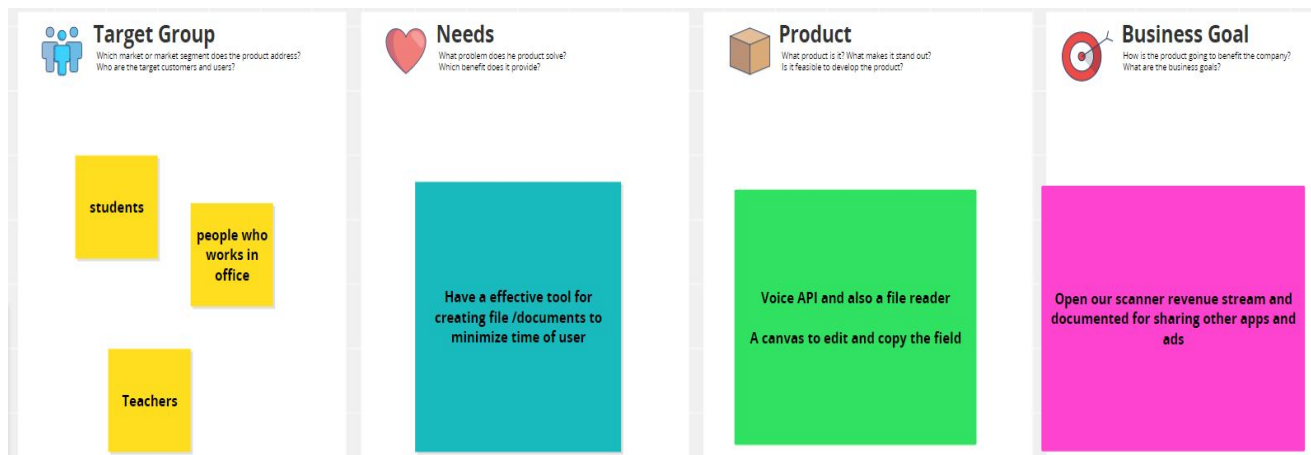 Target Group
Which market or market segment does the product address?
Who are the target customers and users?
students
people who
works in
office
Teachers
Needs
What problem does he product solve?
Which benefit does it provide?
Have a effective tool for
creating file /documents to
minimize time of user
Product
What product is it? What makes it stand out?
Is it feasible to develop the product?
Voice API and also a file reader
A canvas to edit and copy the field
Business Goal
How is the product going to benefit the company?
What are the business goals?
Open our scanner revenue stream and
documented for sharing other apps and
ads